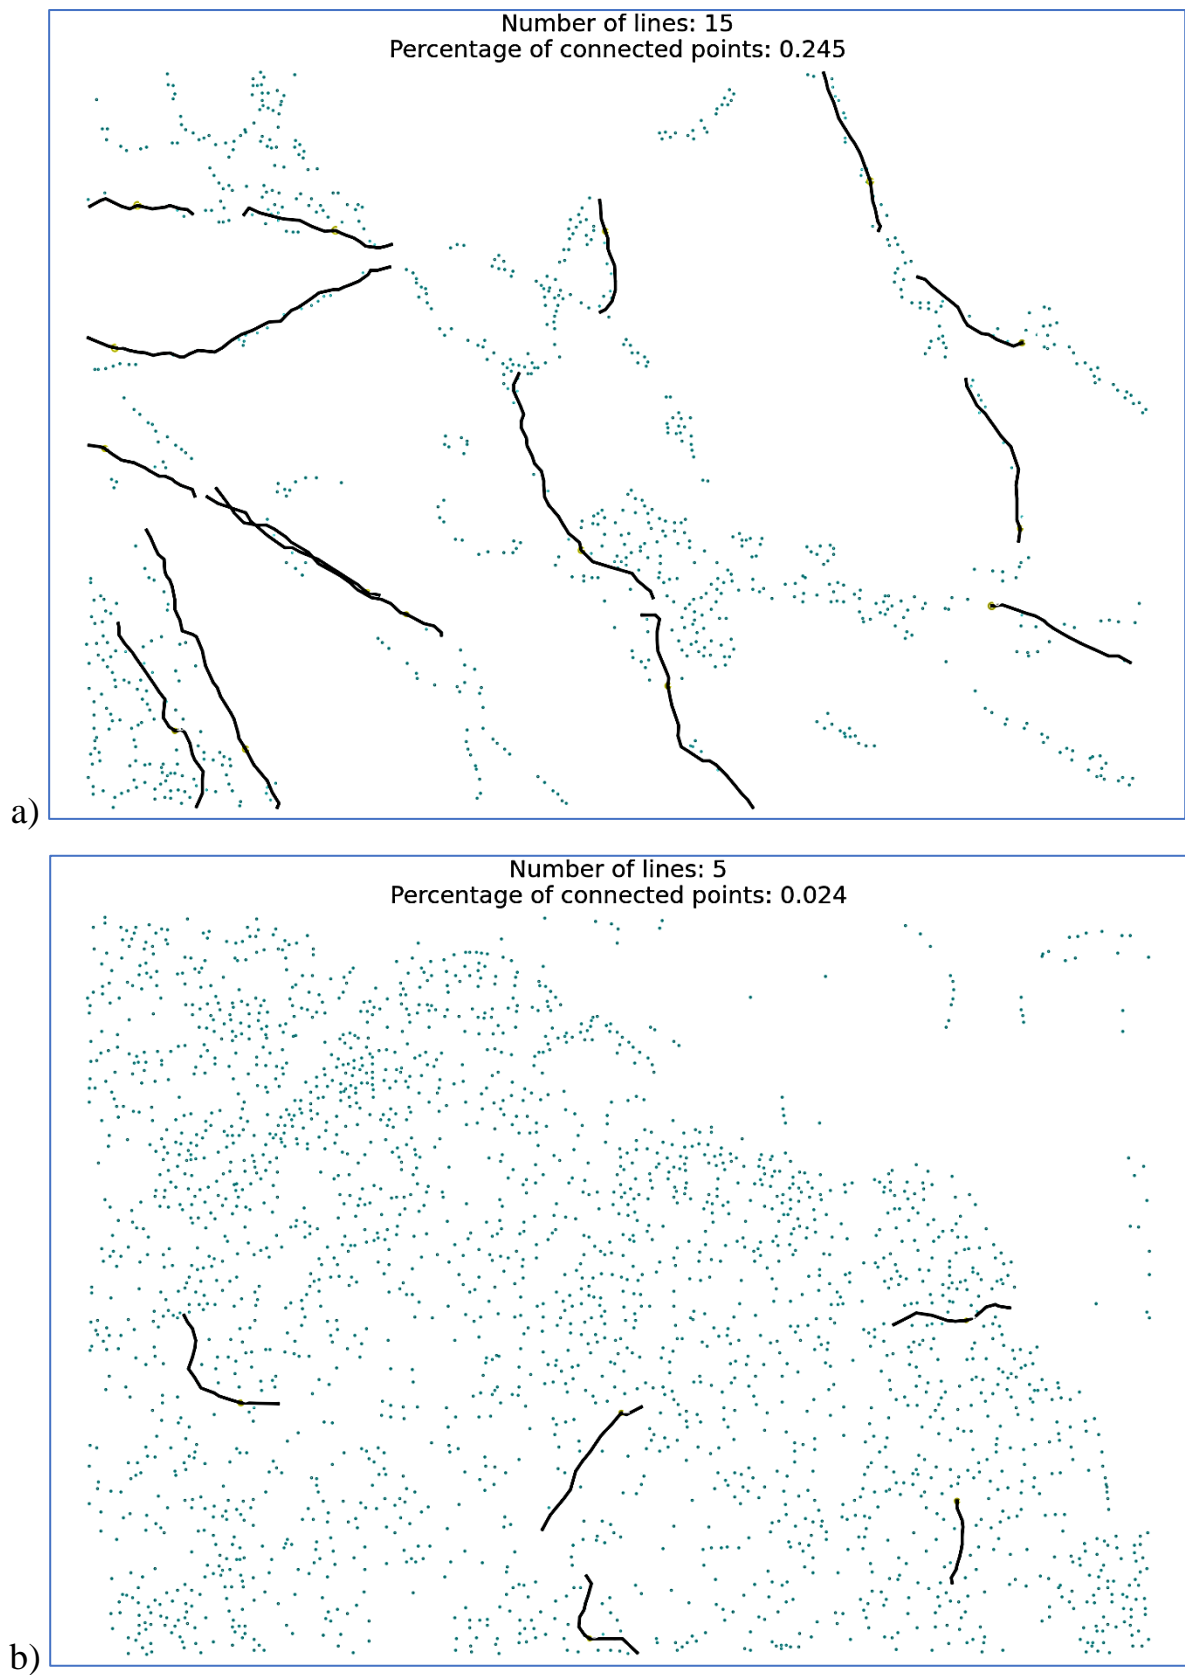 Number of lines: 15
Percentage of connected points: 0.245
a)
Number of lines: 5
Percentage of connected points: 0.024
b)